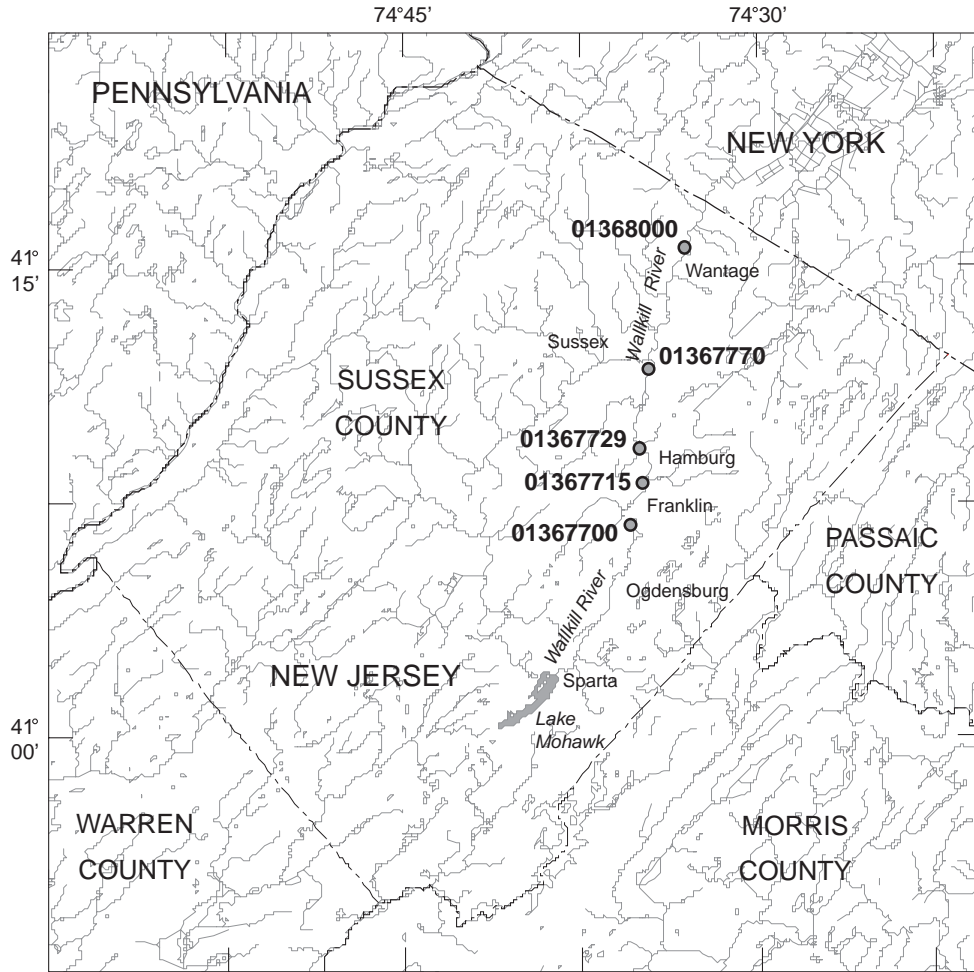 74°45'
74°30'
PENNSYLVANIA
NEW YORK
01368000
41°
15'
Wantage
Wallkill River
Sussex
01367770
SUSSEX
COUNTY
01367729
Hamburg
01367715
Franklin
01367700
PASSAIC
COUNTY
Ogdensburg
Wallkill River
NEW JERSEY
Sparta
Lake
Mohawk
41°
00'
WARREN
COUNTY
MORRIS
COUNTY